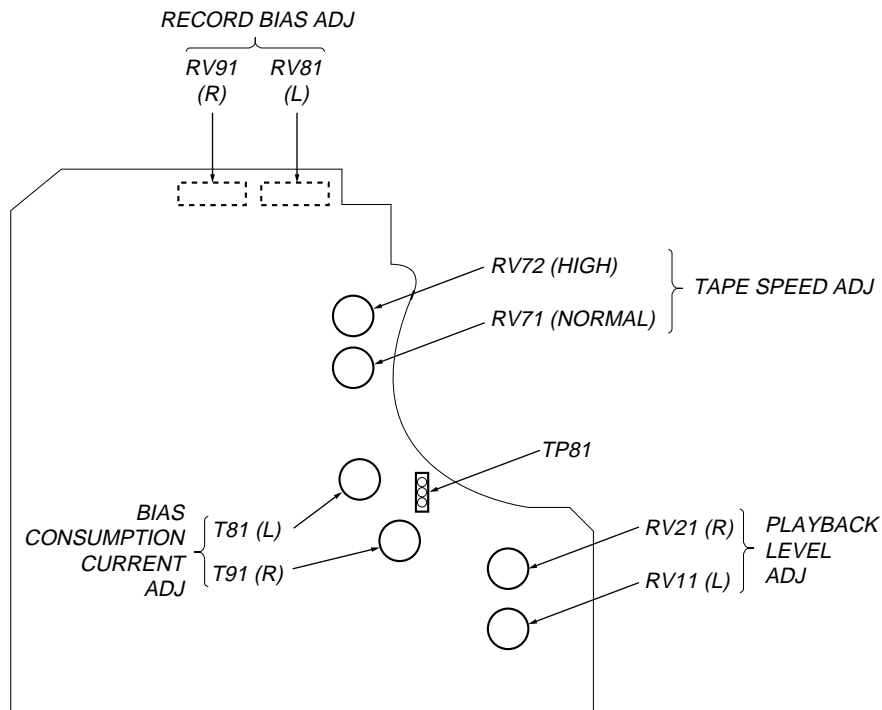 RECORD BIAS ADJ
RV91 RV81
(R) (L)
RV72 (HIGH)
RV71 (NORMAL)
TAPE SPEED ADJ
TP81
BIAS
CONSUMPTION
CURRENT
ADJ
T81 (L)
T91 (R)
RV21 (R)
RV11 (L)
PLAYBACK
LEVEL
ADJ